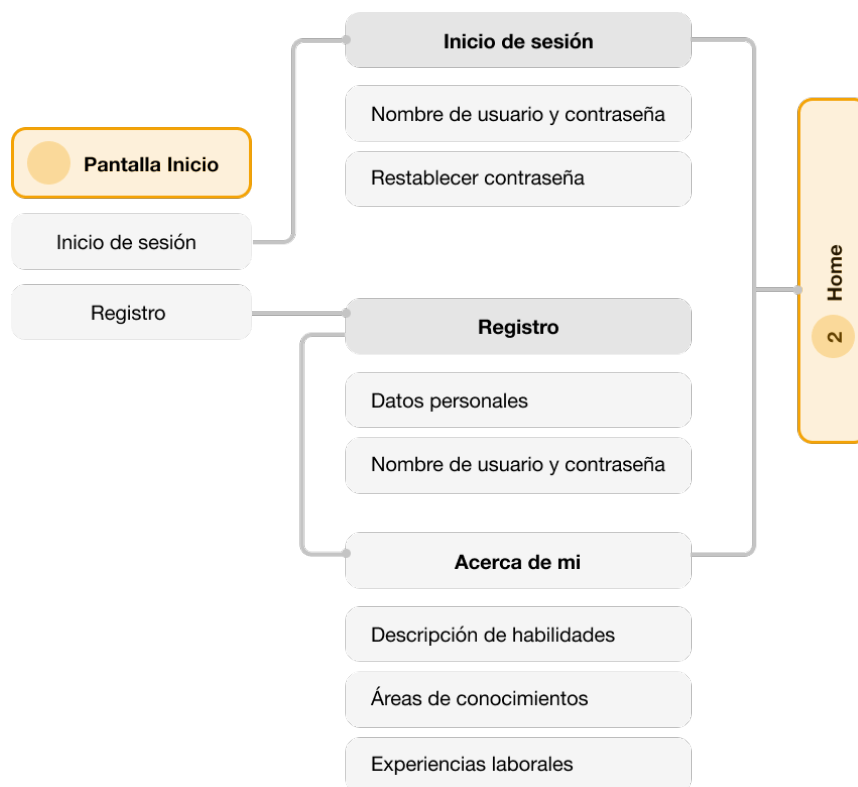 Pantalla Inicio
Inicio de sesión
Registro
Inicio de sesión
Nombre de usuario y contraseña
Restablecer contraseña
Registro
Datos personales
Nombre de usuario y contraseña
Acerca de mi
Descripción de habilidades
Áreas de conocimientos
Experiencias laborales
2 Home